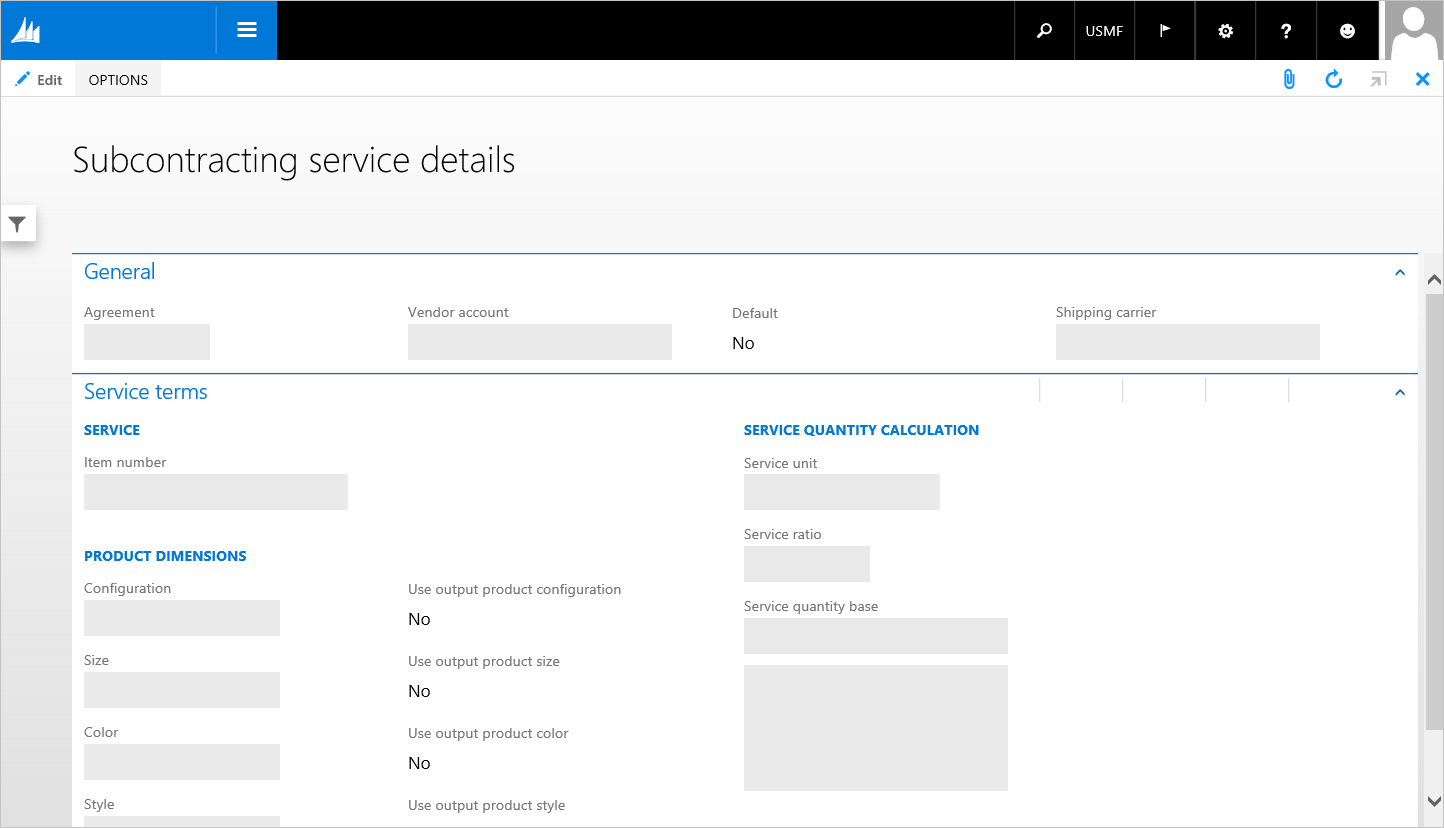 USMF
?
Edit
OPTIONS
Subcontracting service details
General
Agreement
Vendor account
Default
Shipping carrier
No
Service terms
SERVICE
SERVICE QUANTITY CALCULATION
Item number
Service unit
Service ratio
PRODUCT DIMENSIONS
Configuration
Use output product configuration
No
Service quantity base
Size
Use output product size
No
Color
Use output product color
No
Style
Use output product style